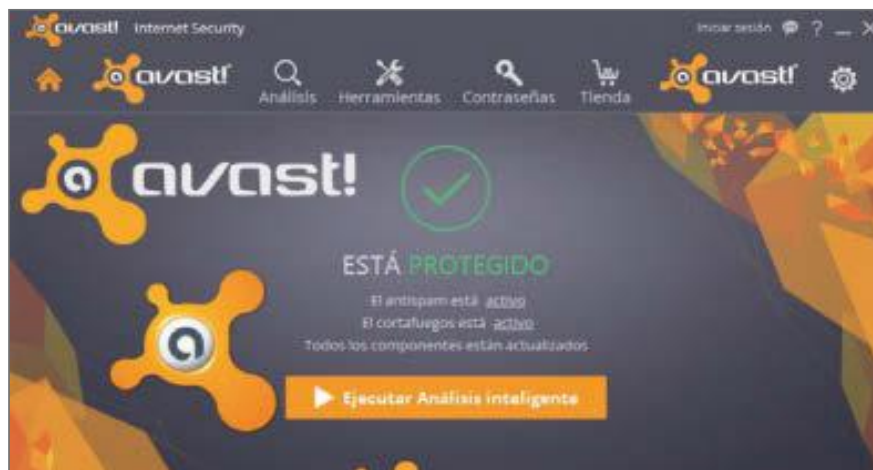 avast! Internet Security
Iniciar sesión ?
avast! Análisis Herramientas Contraseñas Tienda avast!
avast!
ESTÁ PROTEGIDO
El antispam está activo
El cortafuegos está activo
Todos los componentes están actualizados
Ejecutar Análisis inteligente